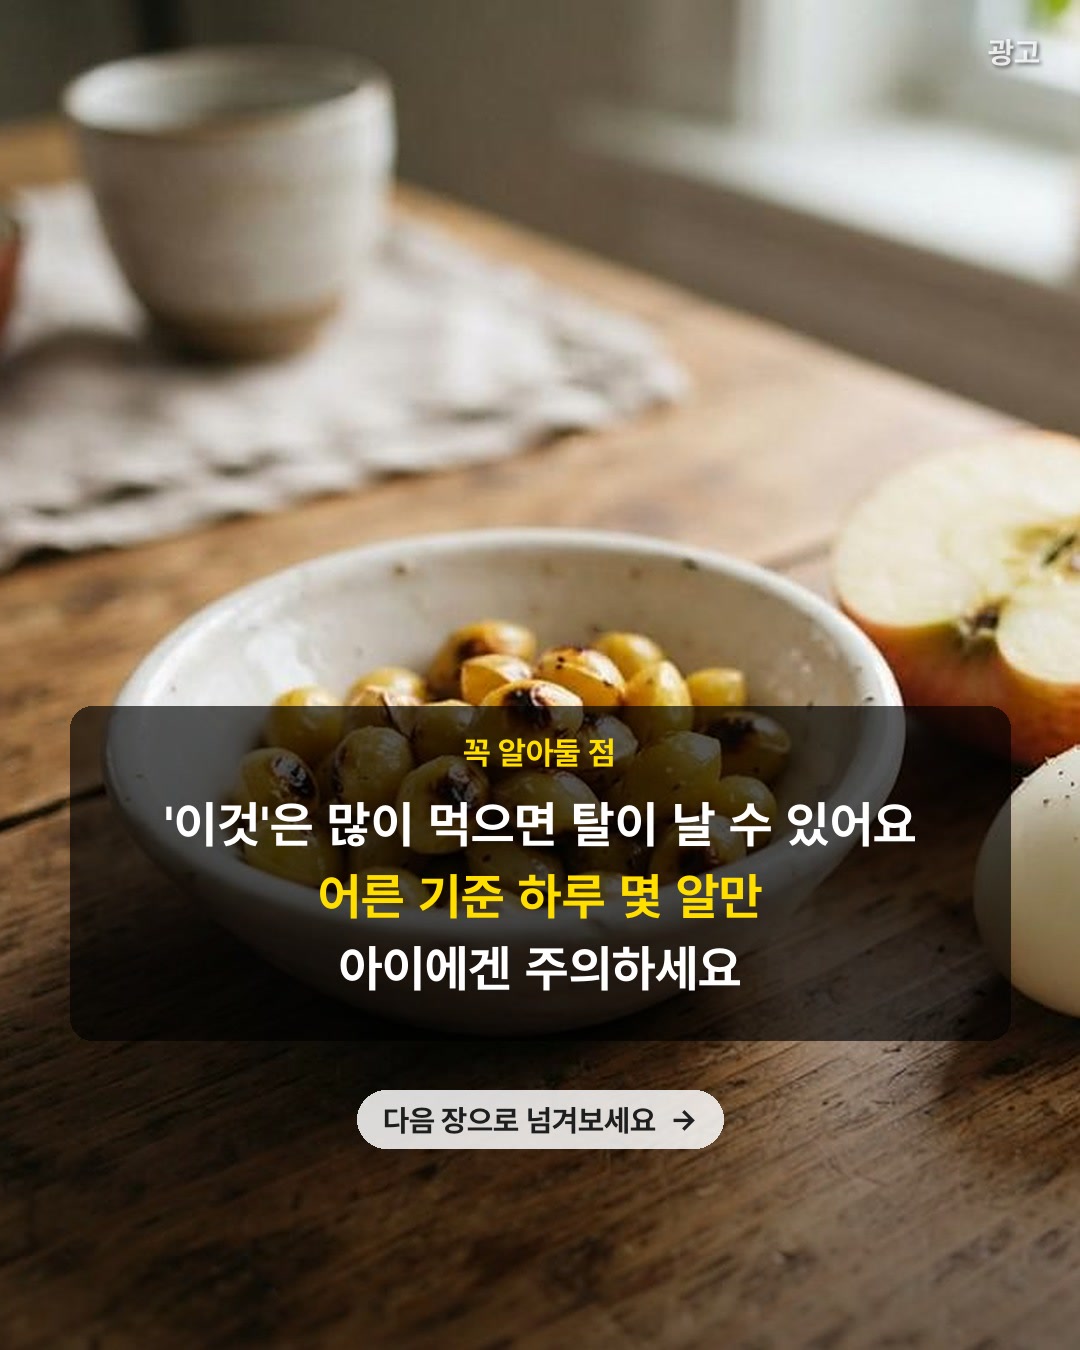 광고
꼭 알아둘 점
'이것'은 많이 먹으면 탈이 날 수 있어요
어른 기준 하루 몇 알만
아이에겐 주의하세요
다음 장으로 넘겨보세요 →